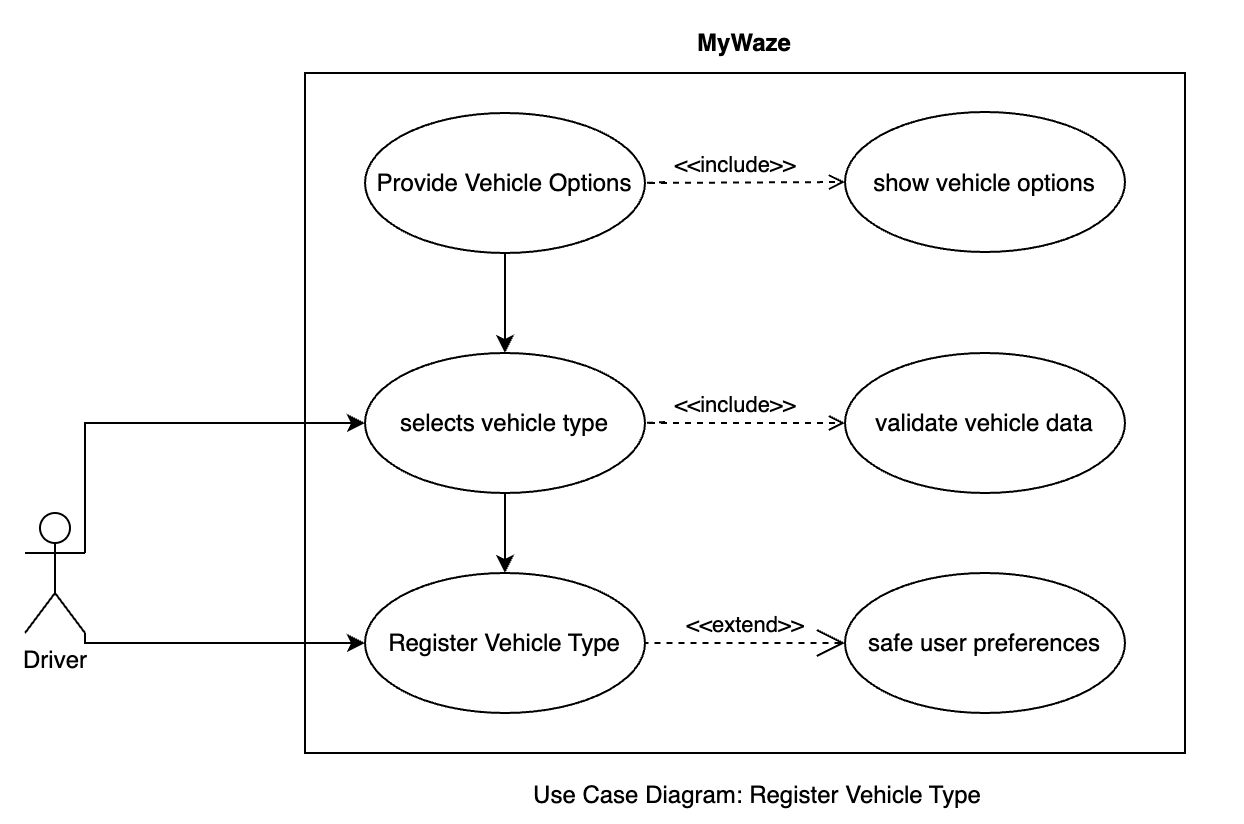 MyWaze
Provide Vehicle Options
<<include>>
show vehicle options
selects vehicle type
<<include>>
validate vehicle data
Register Vehicle Type
<<extend>>
safe user preferences
Driver
Use Case Diagram: Register Vehicle Type